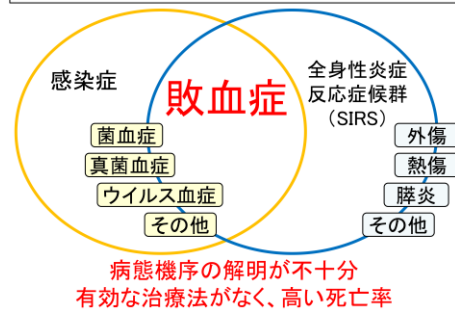 感染症
敗血症
全身性炎症
反応症候群
（SIRS）
菌血症
真菌血症
ウイルス血症
その他
外傷
熱傷
膵炎
その他
病態機序の解明が不十分
有効な治療法がなく、高い死亡率